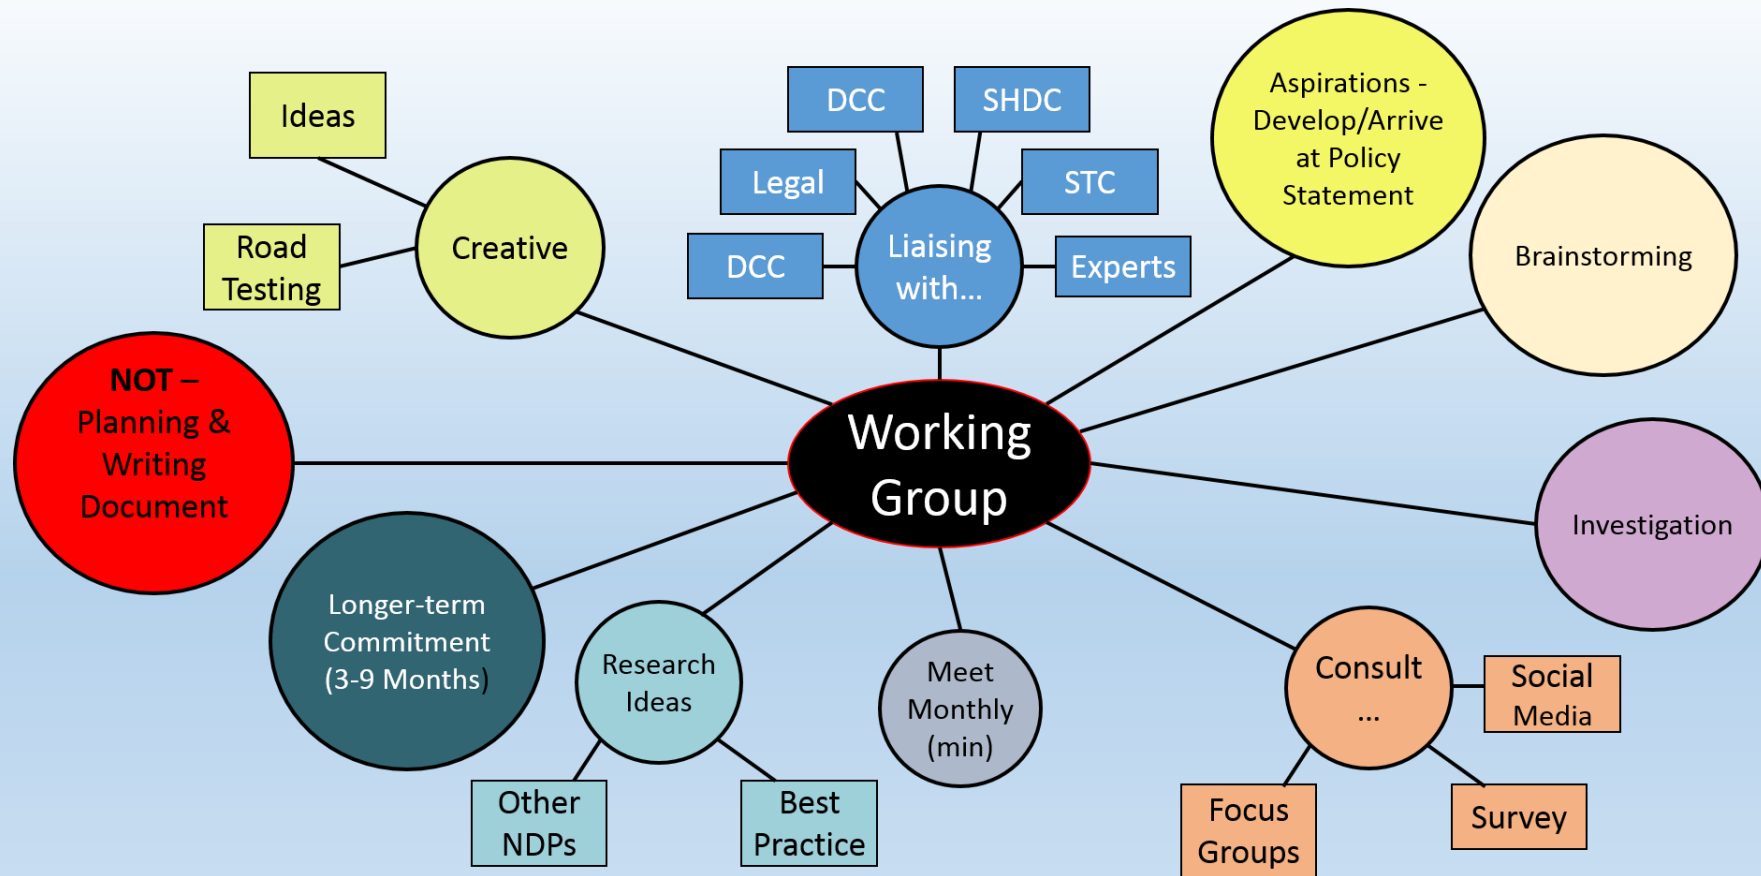 Ideas
Road
Testing
Creative
DCC
SHDC
Legal
STC
DCC
Experts
Liaising
with...
Aspirations -
Develop/Arrive
at Policy
Statement
Brainstorming
NOT –
Planning &
Writing
Document
Working
Group
Investigation
Longer-term
Commitment
(3-9 Months)
Research
Ideas
Other
NDPs
Best
Practice
Meet
Monthly
(min)
Consult
...
Social
Media
Focus
Groups
Survey